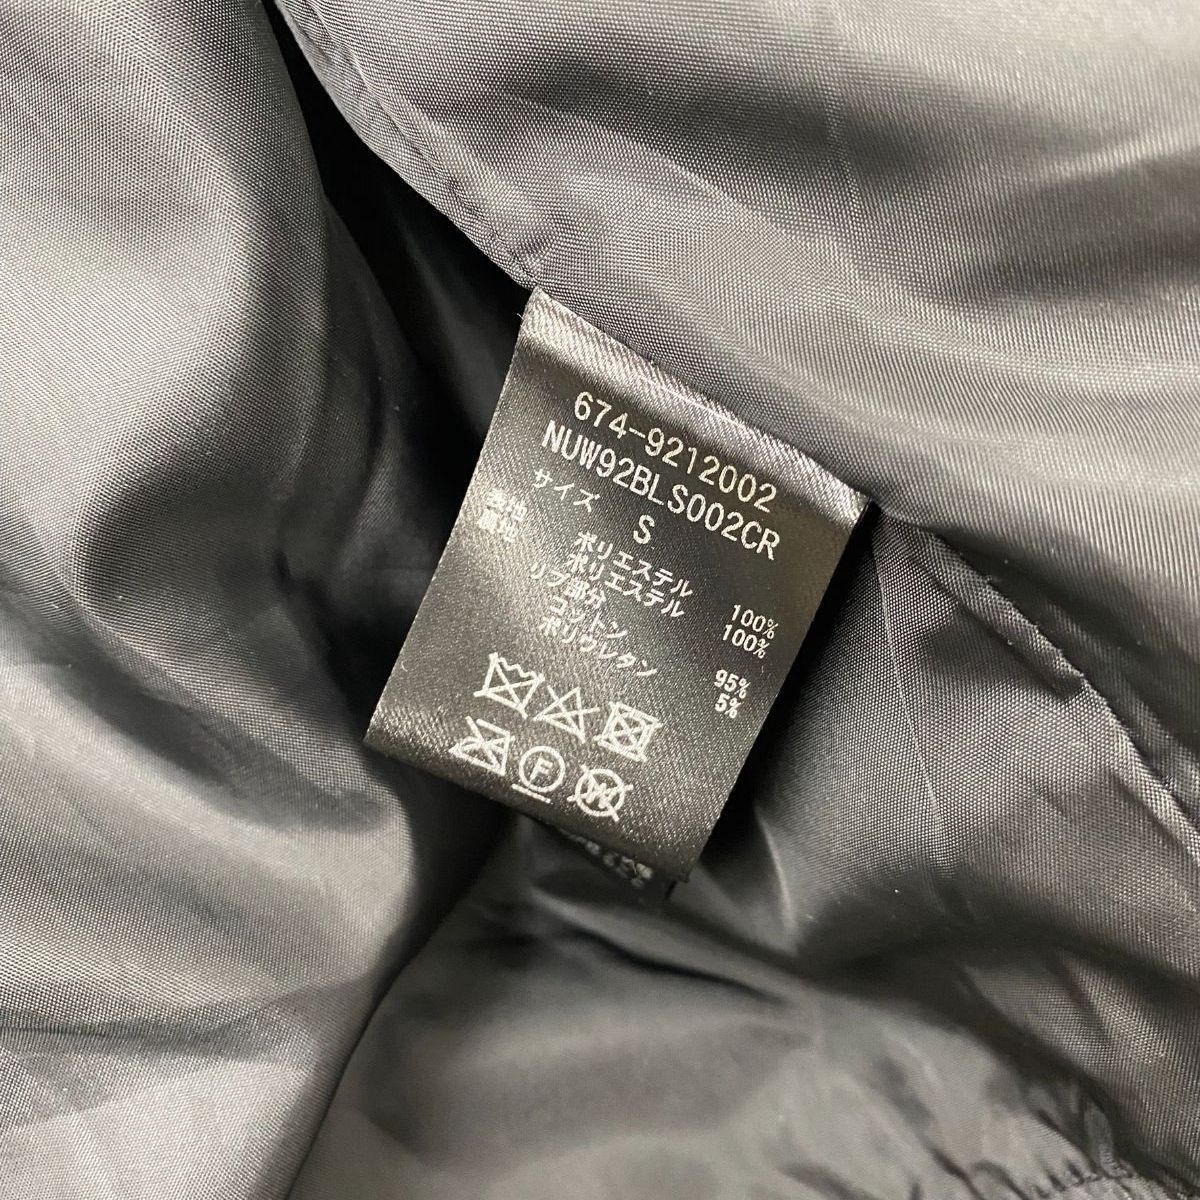 674-9212002
NUW92BLS002CR
サイズ S
表地 ポリエステル 100%
裏地 ポリエステル 100%
リブ部分
コットン 95%
ポリウレタン 5%
F
W